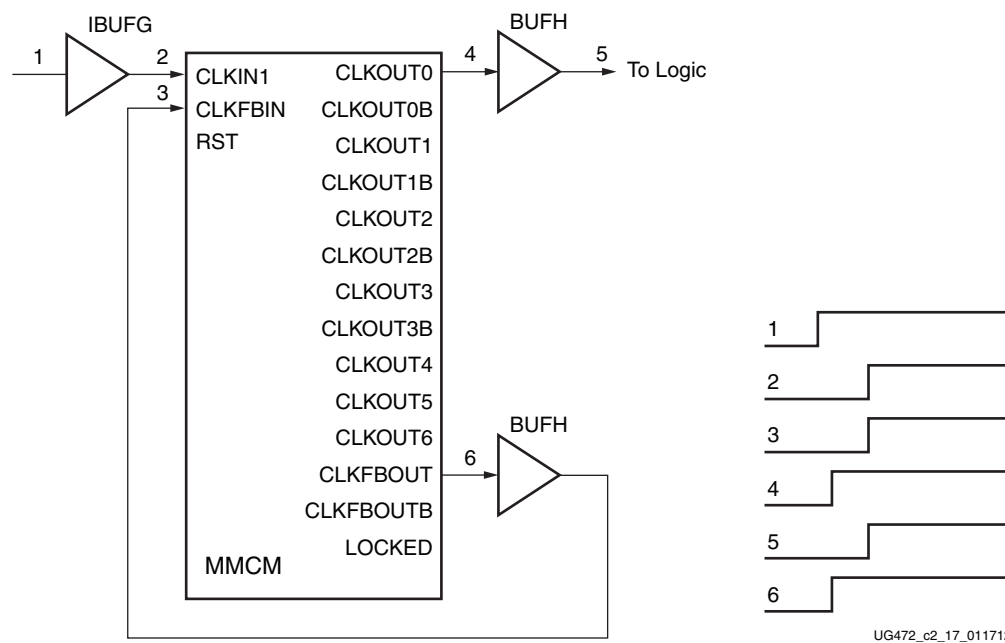 IBUFG
BUFH
1
2
3
4
5
To Logic
CLKIN1
CLKFBIN
RST
CLKOUT0
CLKOUT0B
CLKOUT1
CLKOUT1B
CLKOUT2
CLKOUT2B
CLKOUT3
CLKOUT3B
CLKOUT4
CLKOUT5
CLKOUT6
CLKFBOUT
CLKFBOUTB
LOCKED
MMCM
BUFH
6
1
2
3
4
5
6